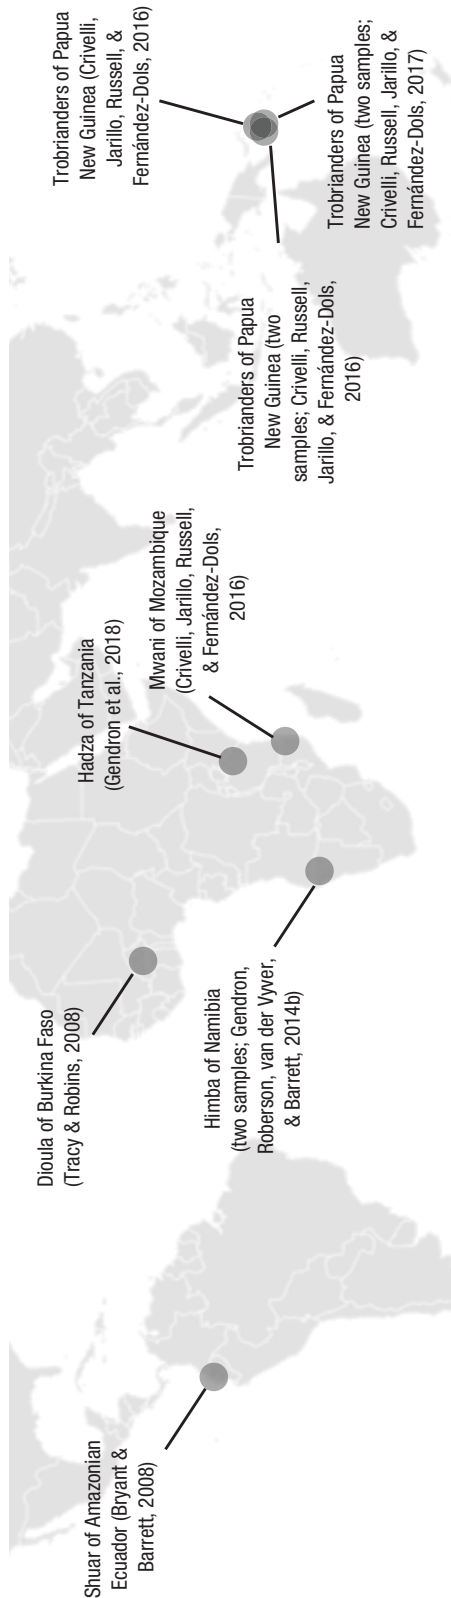 Shuar of Amazonian
Ecuador (Bryant &
Barrett, 2008)
Dioula of Burkina Faso
(Tracy & Robins, 2008)
Himba of Namibia
(two samples; Gendron,
Roberson, van der Vyver,
& Barrett, 2014b)
Hadza of Tanzania
(Gendron et al., 2018)
Mwani of Mozambique
(Crivelli, Jarillo, Russell,
& Fernández-Dols,
2016)
Trobrianders of Papua
New Guinea (two
samples; Crivelli, Russell,
Jarillo, & Fernández-Dols,
2016)
Trobrianders of Papua
New Guinea (Crivelli,
Jarillo, Russell, &
Fernández-Dols, 2016)
Trobrianders of Papua
New Guinea (two samples;
Crivelli, Russell, Jarillo, &
Fernández-Dols, 2017)